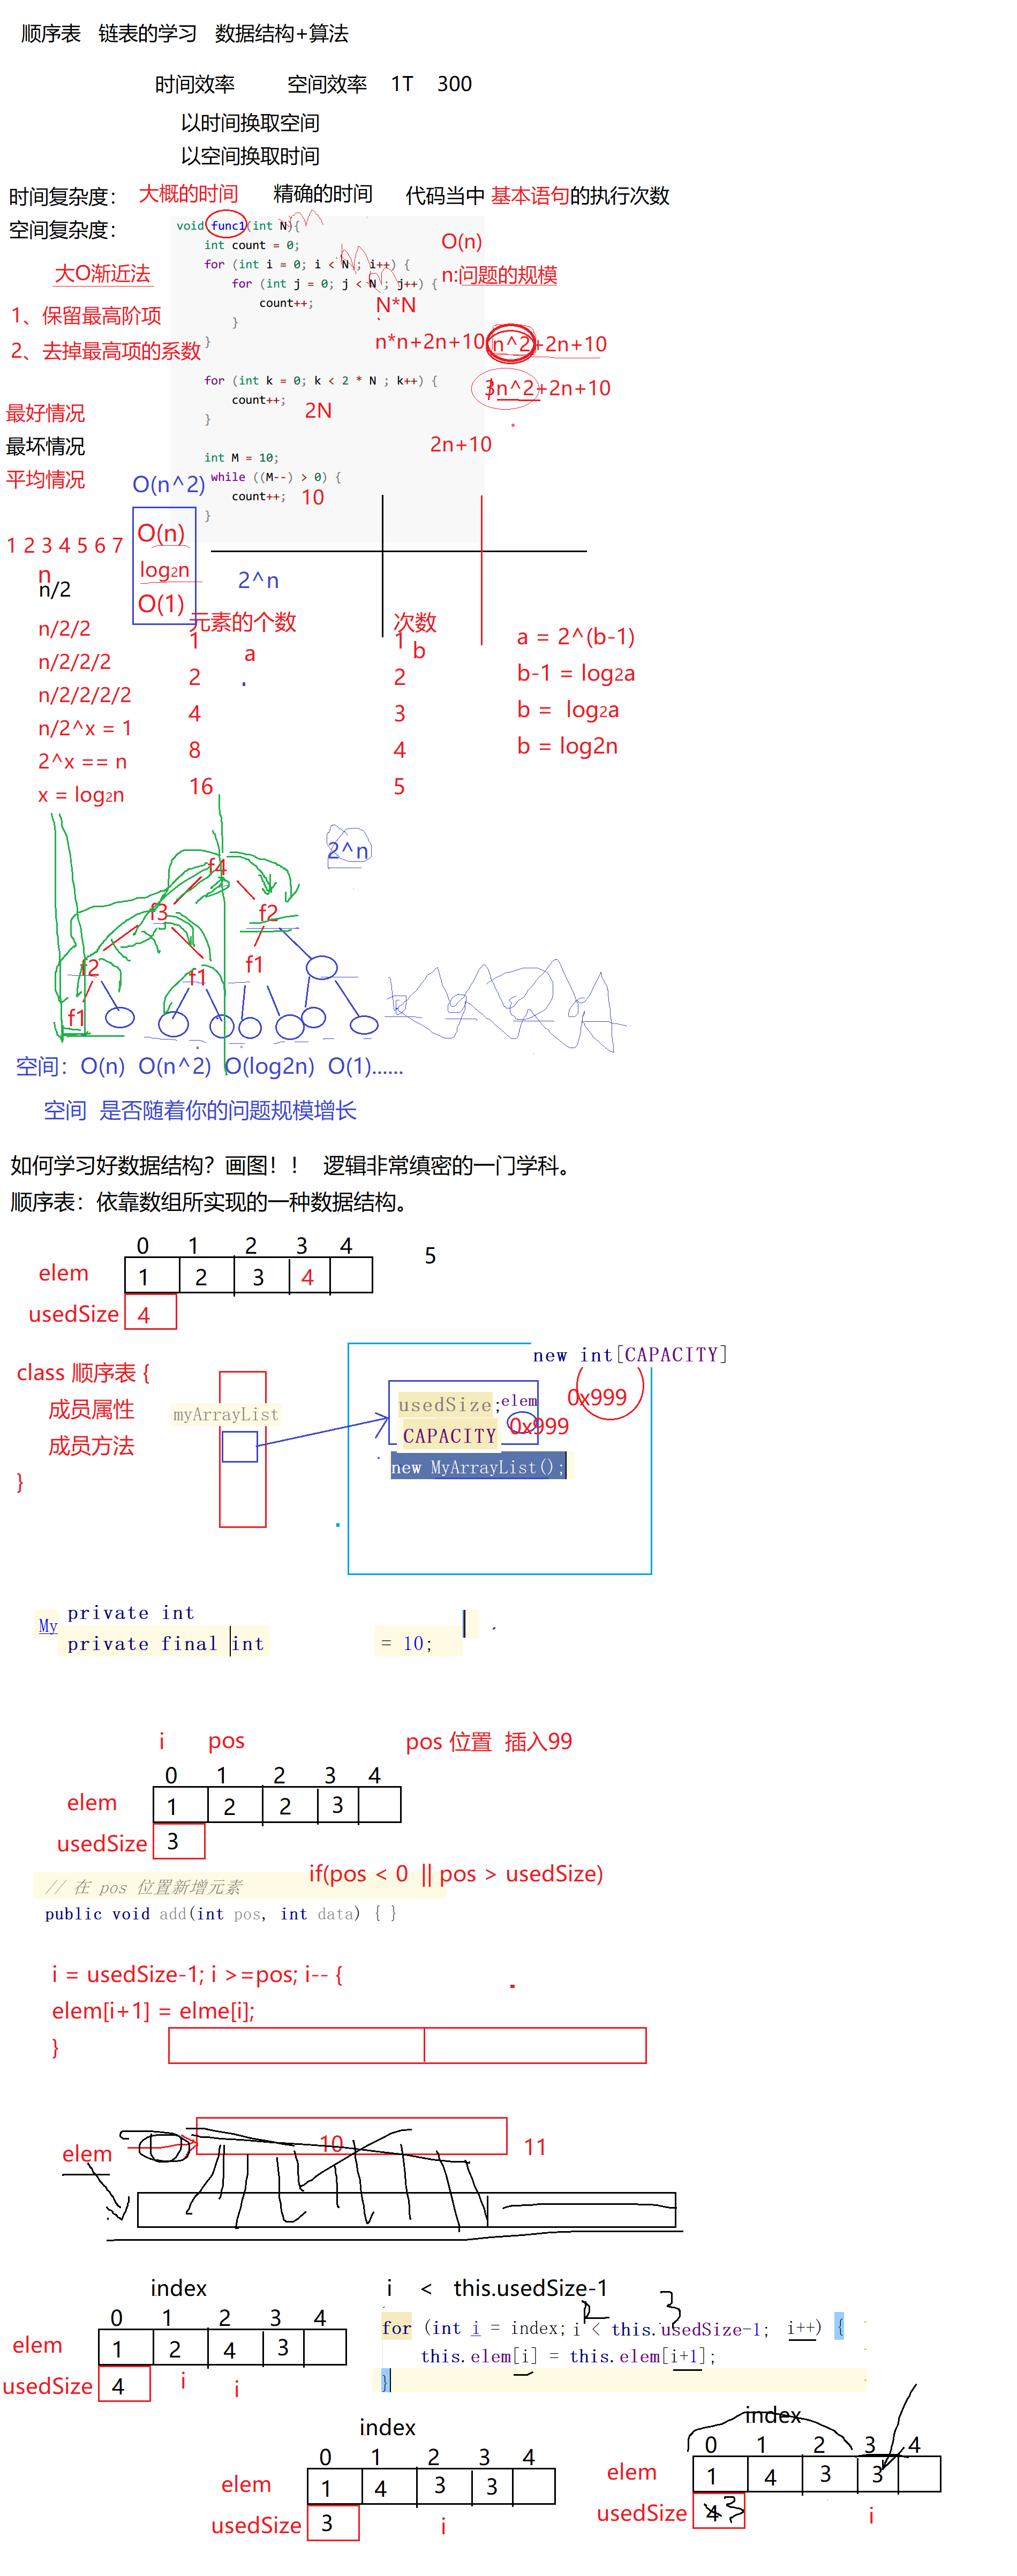 顺序表 链表的学习 数据结构+算法
时间效率 空间效率 1T 300
以时间换取空间
以空间换取时间
时间复杂度： 大概的时间 精确的时间 代码当中 基本语句的执行次数
空间复杂度：
void func1(int N){
int count = 0;
for (int i = 0; i < N ; i++) {
for (int j = 0; j < N ; j++) {
count++;
}
}
for (int k = 0; k < 2 * N ; k++) {
count++;
}
int M = 10;
while ((M--) > 0) {
count++;
}
O(n)
n:问题的规模
N*N
n*n+2n+10 n^2+2n+10
3n^2+2n+10
2N
2n+10
10
大O渐近法
1、保留最高阶项
2、去掉最高项的系数
最好情况
最坏情况
平均情况
O(n^2)
O(n)
log2n
O(1)
2^n
1 2 3 4 5 6 7
n
n/2
n/2/2
n/2/2/2
n/2/2/2/2
n/2^x = 1
2^x == n
x = log2n
元素的个数 次数
a b
1 1
2 2
4 3
8 4
16 5
a = 2^(b-1)
b-1 = log2a
b = log2a
b = log2n
2^n
f4
f3 f2
f2 f1 f1
f1
空间：O(n) O(n^2) O(log2n) O(1)......
空间 是否随着你的问题规模增长
如何学习好数据结构？画图！！ 逻辑非常缜密的一门学科。
顺序表：依靠数组所实现的一种数据结构。
0 1 2 3 4
elem 1 2 3 4
5
usedSize 4
class 顺序表 {
成员属性
成员方法
}
myArrayList
new int[CAPACITY]
usedSize;elem
0x999
CAPACITY 0x999
new MyArrayList();
My
private int
private final int = 10;
i pos pos 位置 插入99
0 1 2 3 4
elem 1 2 2 3
usedSize 3
if(pos < 0 || pos > usedSize)
// 在 pos 位置新增元素
public void add(int pos, int data) { }
i = usedSize-1; i >=pos; i-- {
elem[i+1] = elme[i];
}
elem 10 11
index
0 1 2 3 4
elem 1 2 4 3
usedSize 4 i i
i < this.usedSize-1
3
for (int i = index; i < this.usedSize-1; i++) {
this.elem[i] = this.elem[i+1];
}
index
0 1 2 3 4
elem 1 4 3 3
usedSize 3 i
index
0 1 2 3 4
elem 1 4 3 3
usedSize 4 3 i